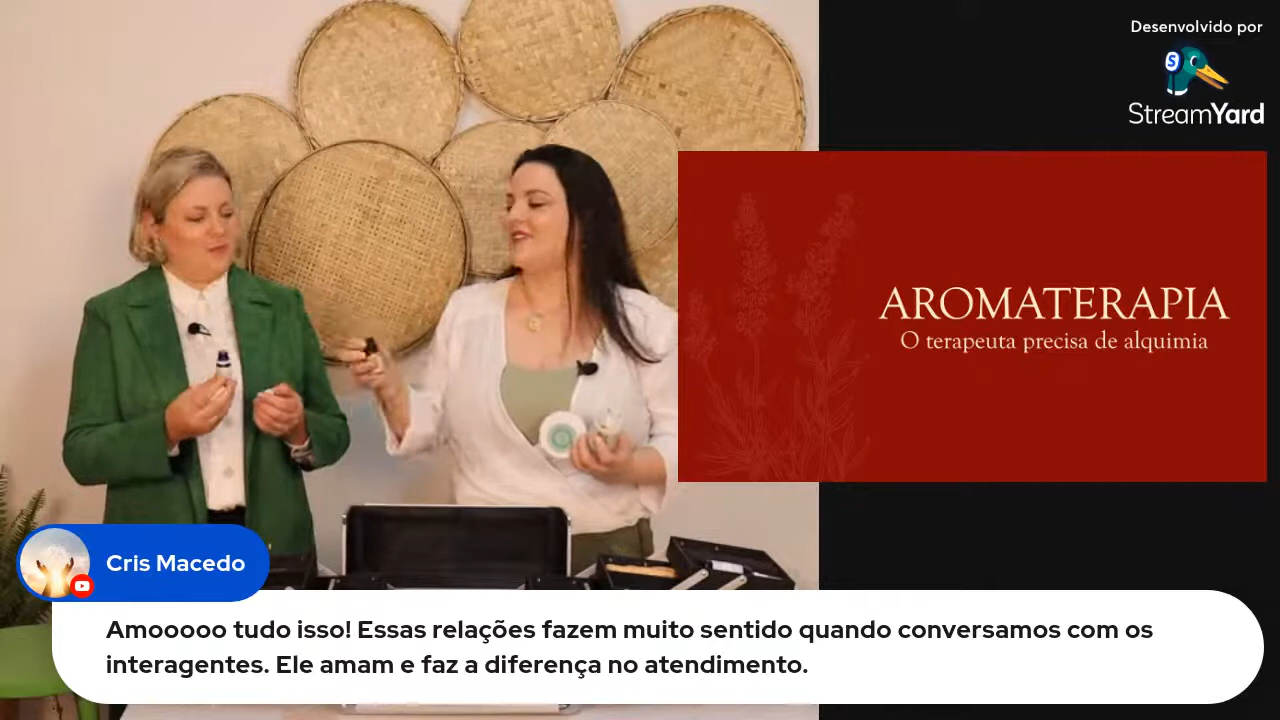 Desenvolvido por
StreamYard
AROMATERAPIA
O terapeuta precisa de alquimia
Cris Macedo
Amooooo tudo isso! Essas relações fazem muito sentido quando conversamos com os
interagentes. Ele amam e faz a diferença no atendimento.